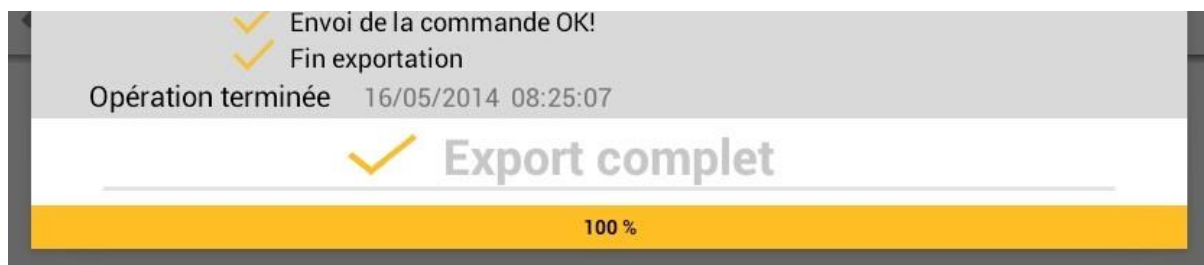 Envoi de la commande OK!
Fin exportation
Opération terminée 16/05/2014 08:25:07
Export complet
100 %